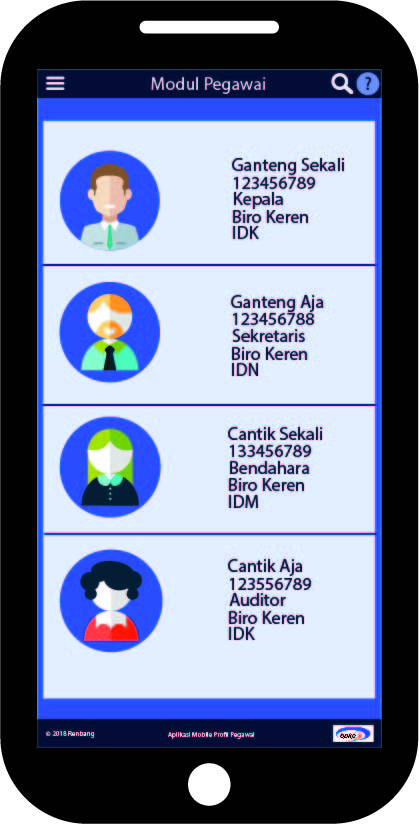 Modul Pegawai
?
Ganteng Sekali
123456789
Kepala
Biro Keren
IDK
Ganteng Aja
123456788
Sekretaris
Biro Keren
IDN
Cantik Sekali
133456789
Bendahara
Biro Keren
IDM
Cantik Aja
123556789
Auditor
Biro Keren
IDK
© 2018 Renbang
Aplikasi Mobile Profil Pegawai